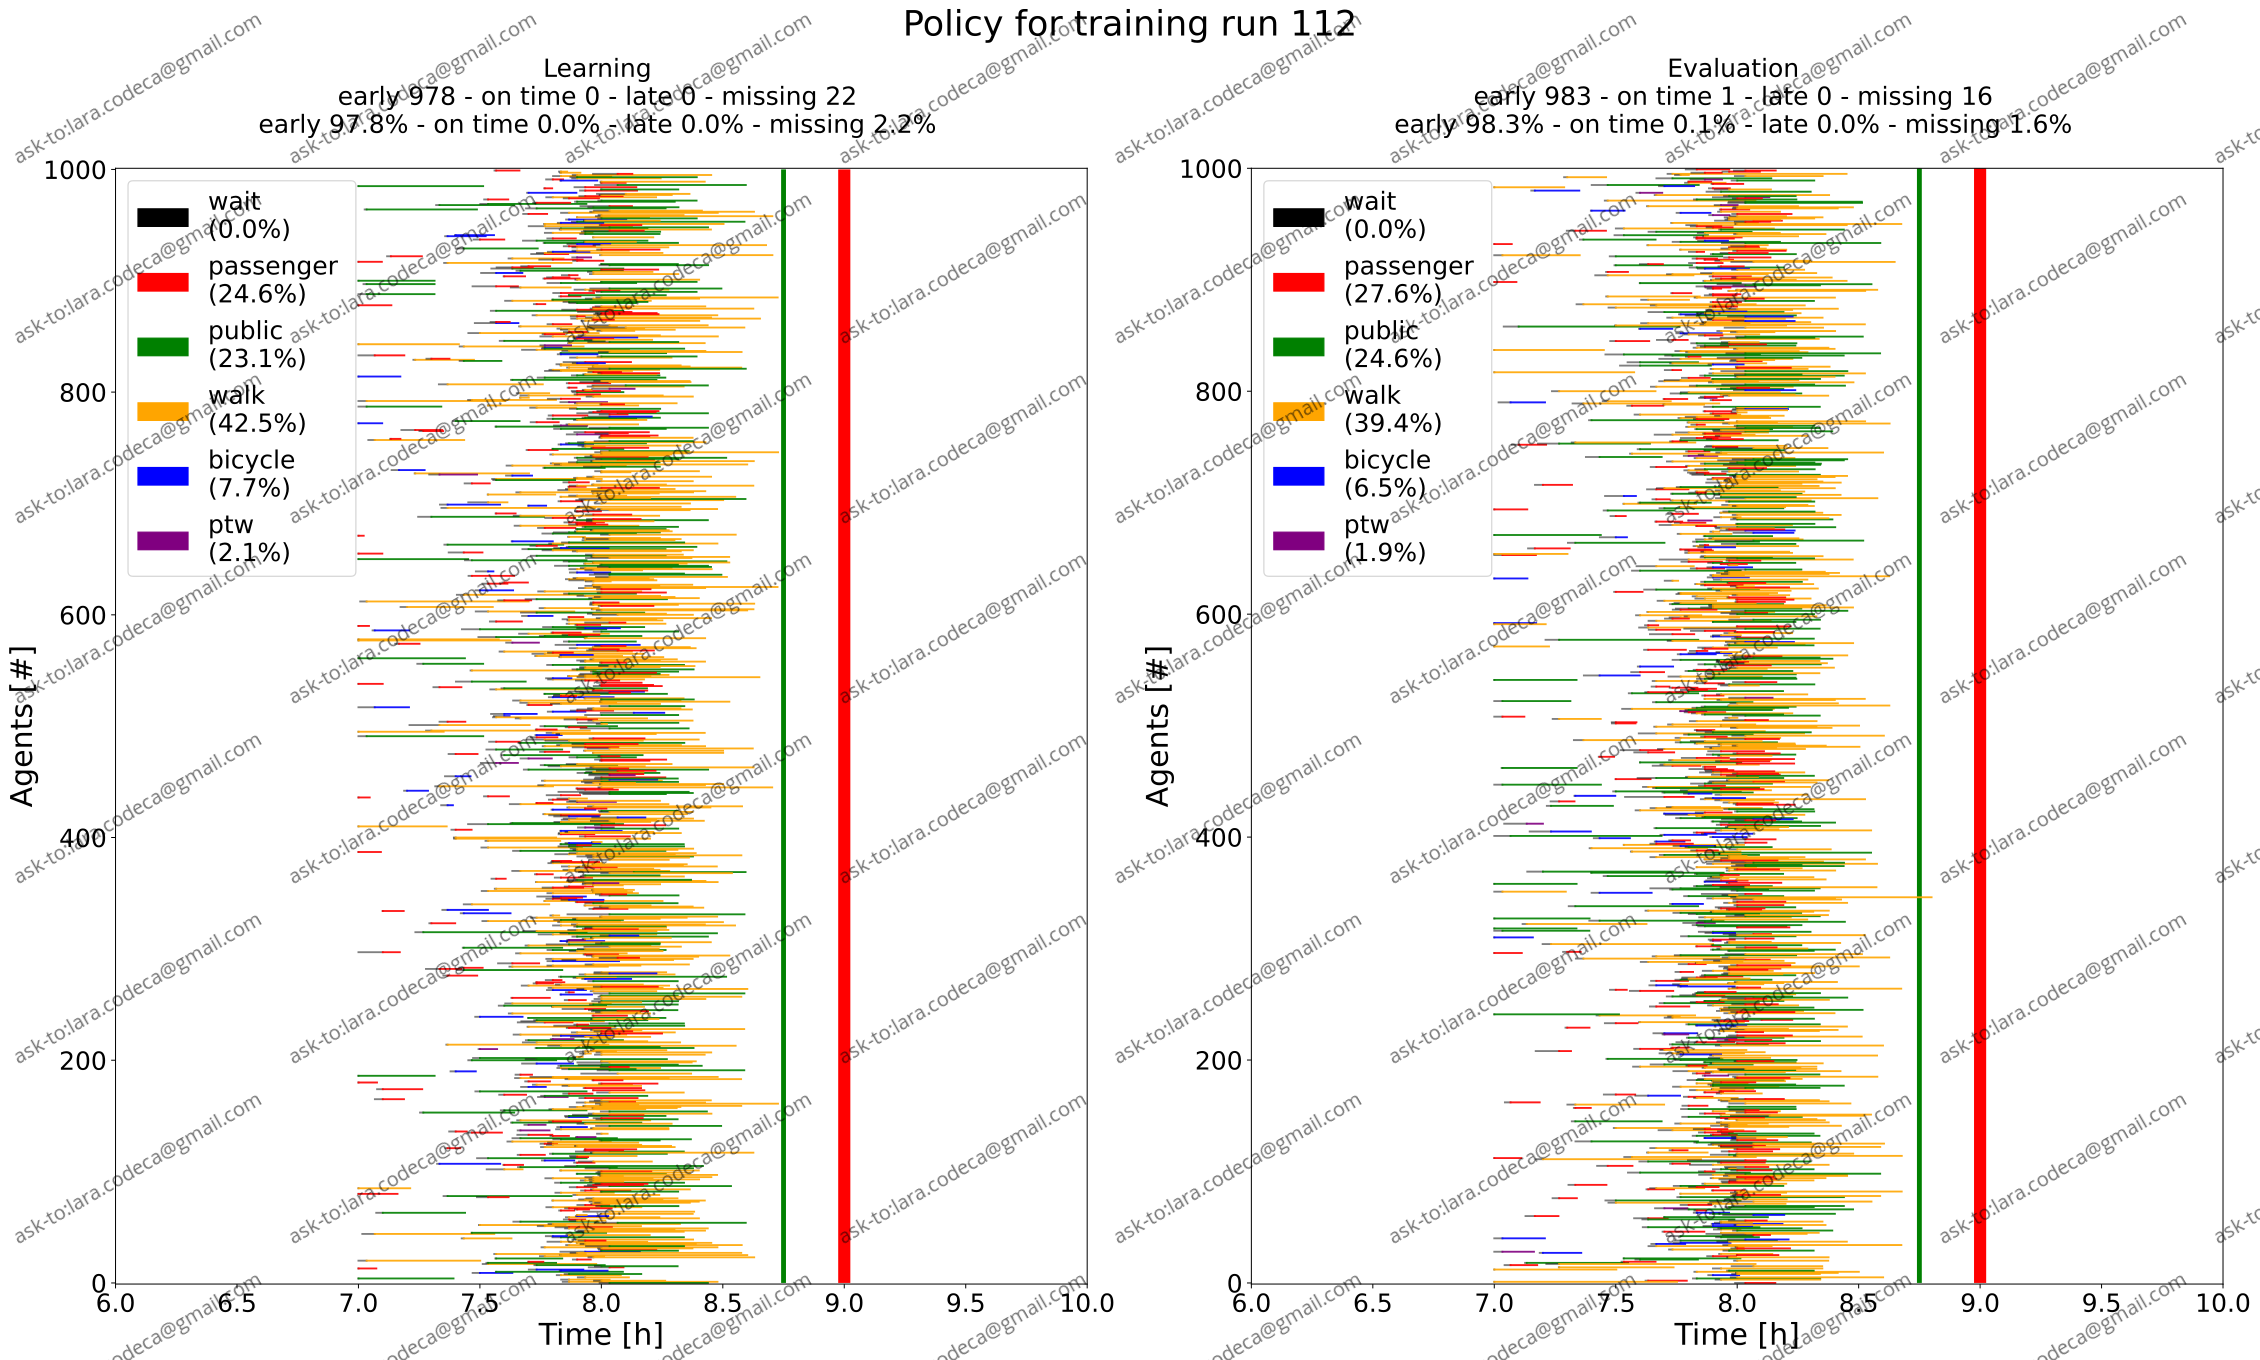 Policy for training run 112
Learning
early 978 - on time 0 - late 0 - missing 22
early 97.8% - on time 0.0% - late 0.0% - missing 2.2%
1000
800
600
400
200
0
Agents [#]
wait
(0.0%)
passenger
(24.6%)
public
(23.1%)
walk
(42.5%)
bicycle
(7.7%)
ptw
(2.1%)
6.0 6.5 7.0 7.5 8.0 8.5 9.0 9.5 10.0
Time [h]
Evaluation
early 983 - on time 1 - late 0 - missing 16
early 98.3% - on time 0.1% - late 0.0% - missing 1.6%
1000
800
600
400
200
0
Agents [#]
wait
(0.0%)
passenger
(27.6%)
public
(24.6%)
walk
(39.4%)
bicycle
(6.5%)
ptw
(1.9%)
6.0 6.5 7.0 7.5 8.0 8.5 9.0 9.5 10.0
Time [h]
ask-to:lara.codeca@gmail.com